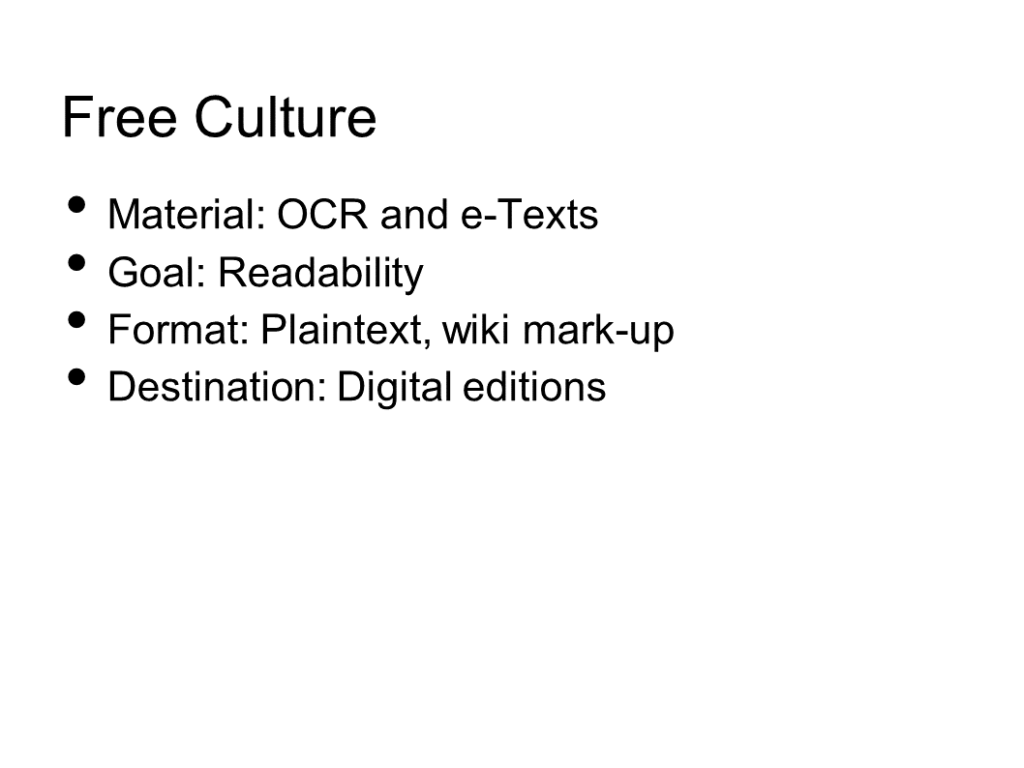 Free Culture
• Material: OCR and e-Texts
• Goal: Readability
• Format: Plaintext, wiki mark-up
• Destination: Digital editions